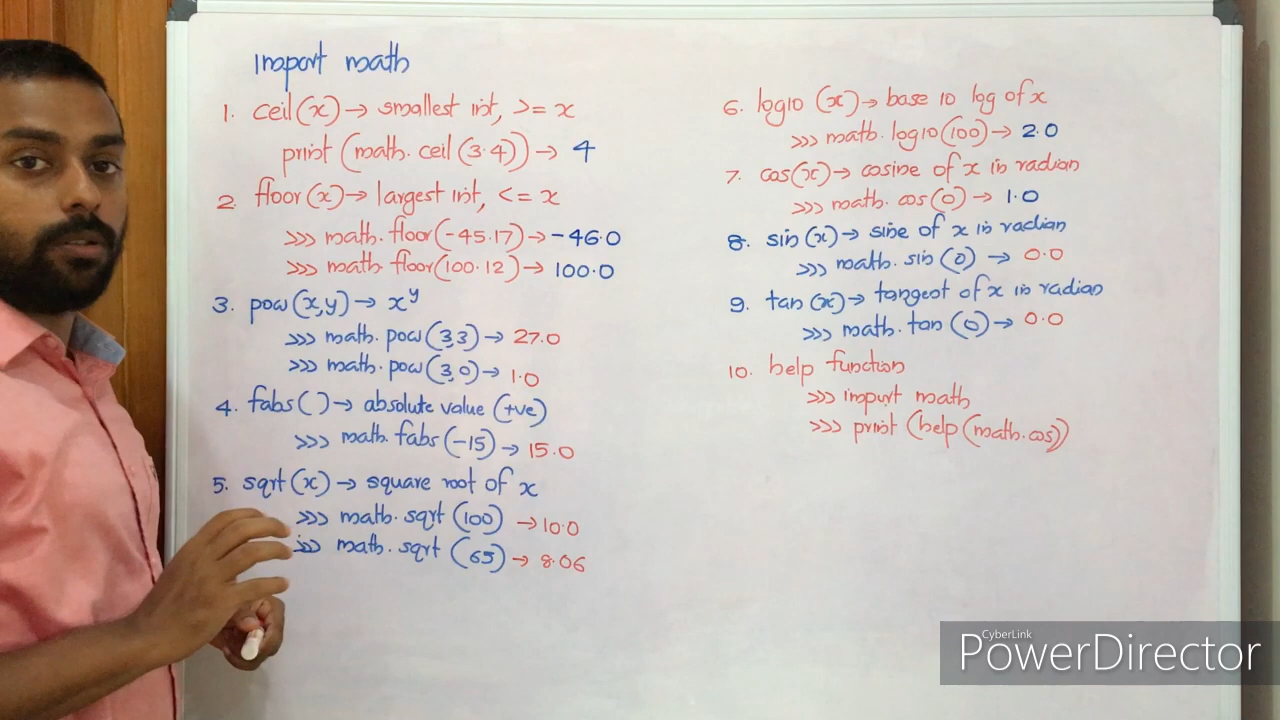 import math
1. ceil(x) → smallest int, >= x
print (math.ceil (3.4)) → 4
2. floor(x) → largest int, <= x
>>> math.floor(-45.17) → -46.0
>>> math.floor(100.12) → 100.0
3. pow(x,y) → x^y
>>> math.pow(3,3) → 27.0
>>> math.pow(3,0) → 1.0
4. fabs( ) → absolute value (+ve)
>>> math.fabs(-15) → 15.0
5. sqrt(x) → square root of x
>>> math.sqrt (100) → 10.0
>>> math.sqrt (65) → 8.06
6. log10 (x) → base 10 log of x
>>> math.log10(100) → 2.0
7. cos(x) → cosine of x in radian
>>> math.cos(0) → 1.0
8. sin(x) → sine of x in radian
>>> math.sin(0) → 0.0
9. tan(x) → tangent of x in radian
>>> math.tan(0) → 0.0
10. help function
>>> import math
>>> print (help(math.cos))
CyberLink
PowerDirector